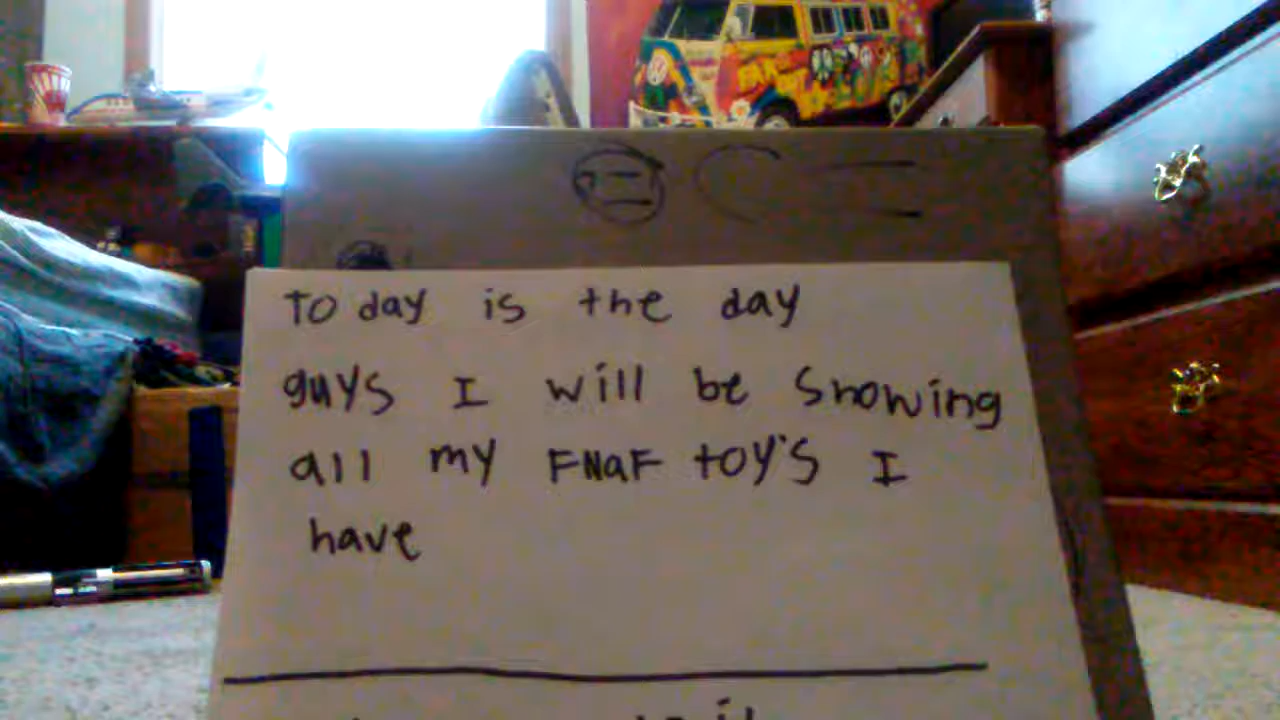 To day is the day
guys I will be showing
all my FNaF toy's I
have